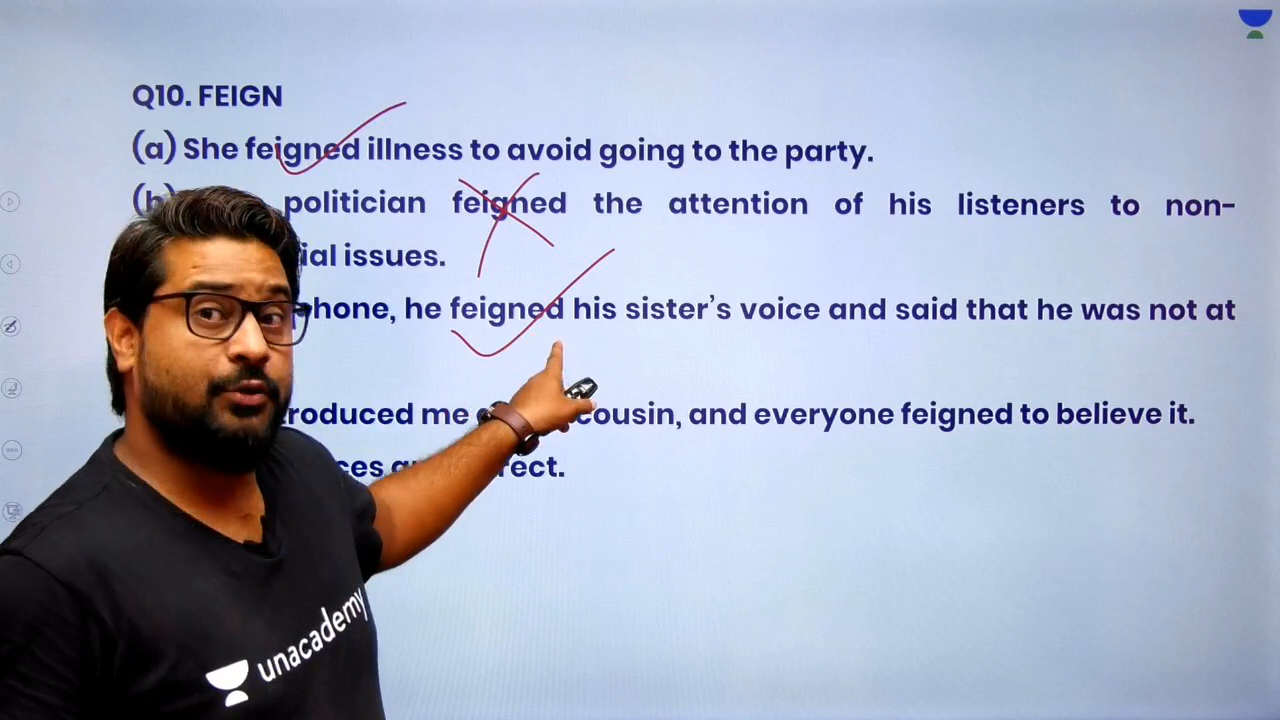 Q10. FEIGN
(a) She feigned illness to avoid going to the party.
(b) politician feigned the attention of his listeners to non-
ial issues.
phone, he feigned his sister's voice and said that he was not at
roduced me cousin, and everyone feigned to believe it.
ces rect.
unacademy